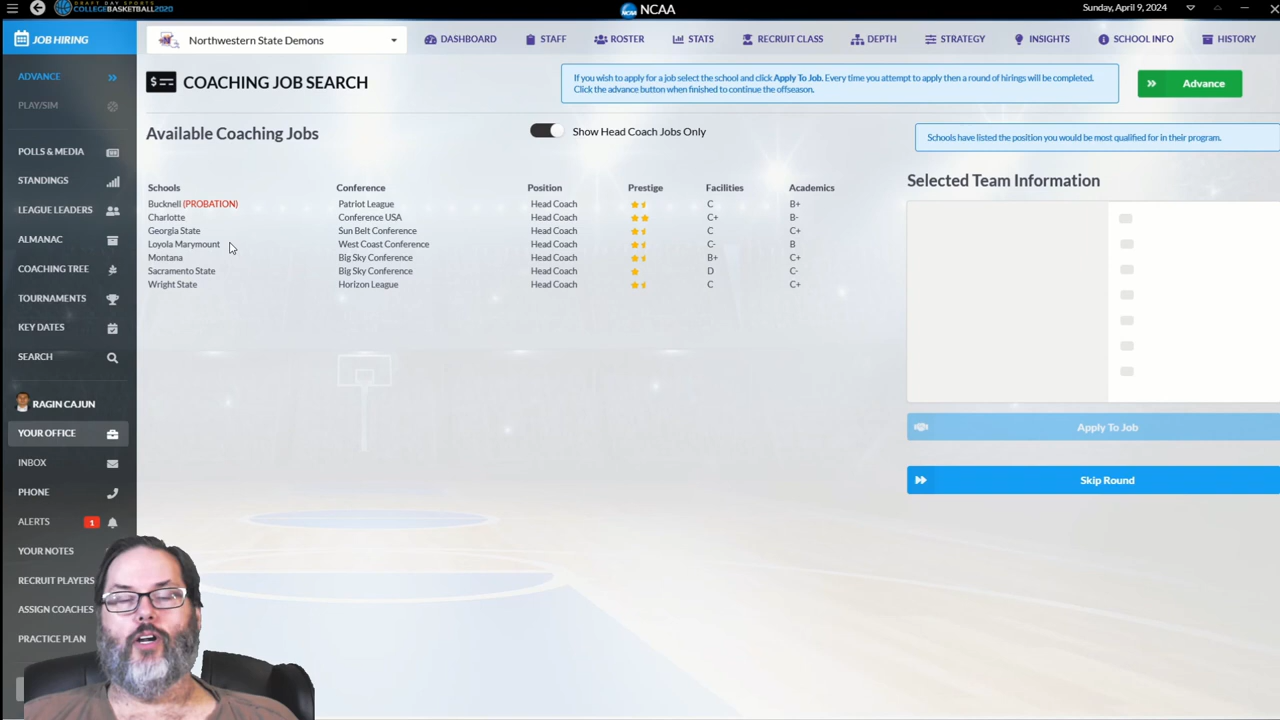 DRAFT DAY SPORTS
COLLEGE BASKETBALL 2020
NCAA
Sunday, April 9, 2024
JOB HIRING
Northwestern State Demons
DASHBOARD
STAFF
ROSTER
STATS
RECRUIT CLASS
DEPTH
STRATEGY
INSIGHTS
SCHOOL INFO
HISTORY
ADVANCE
PLAY/SIM
POLLS & MEDIA
STANDINGS
LEAGUE LEADERS
ALMANAC
COACHING TREE
TOURNAMENTS
KEY DATES
SEARCH
RAGIN CAJUN
YOUR OFFICE
INBOX
PHONE
ALERTS 1
YOUR NOTES
RECRUIT PLAYERS
ASSIGN COACHES
PRACTICE PLAN
COACHING JOB SEARCH
If you wish to apply for a job select the school and click Apply To Job. Every time you attempt to apply then a round of hirings will be completed.
Click the advance button when finished to continue the offseason.
Advance
Available Coaching Jobs
Show Head Coach Jobs Only
Schools have listed the position you would be most qualified for in their program.
Schools Conference Position Prestige Facilities Academics
Bucknell (PROBATION) Patriot League Head Coach C B+
Charlotte Conference USA Head Coach C+ B-
Georgia State Sun Belt Conference Head Coach C C+
Loyola Marymount West Coast Conference Head Coach C- B
Montana Big Sky Conference Head Coach B+ C+
Sacramento State Big Sky Conference Head Coach D C-
Wright State Horizon League Head Coach C C+
Selected Team Information
Apply To Job
Skip Round